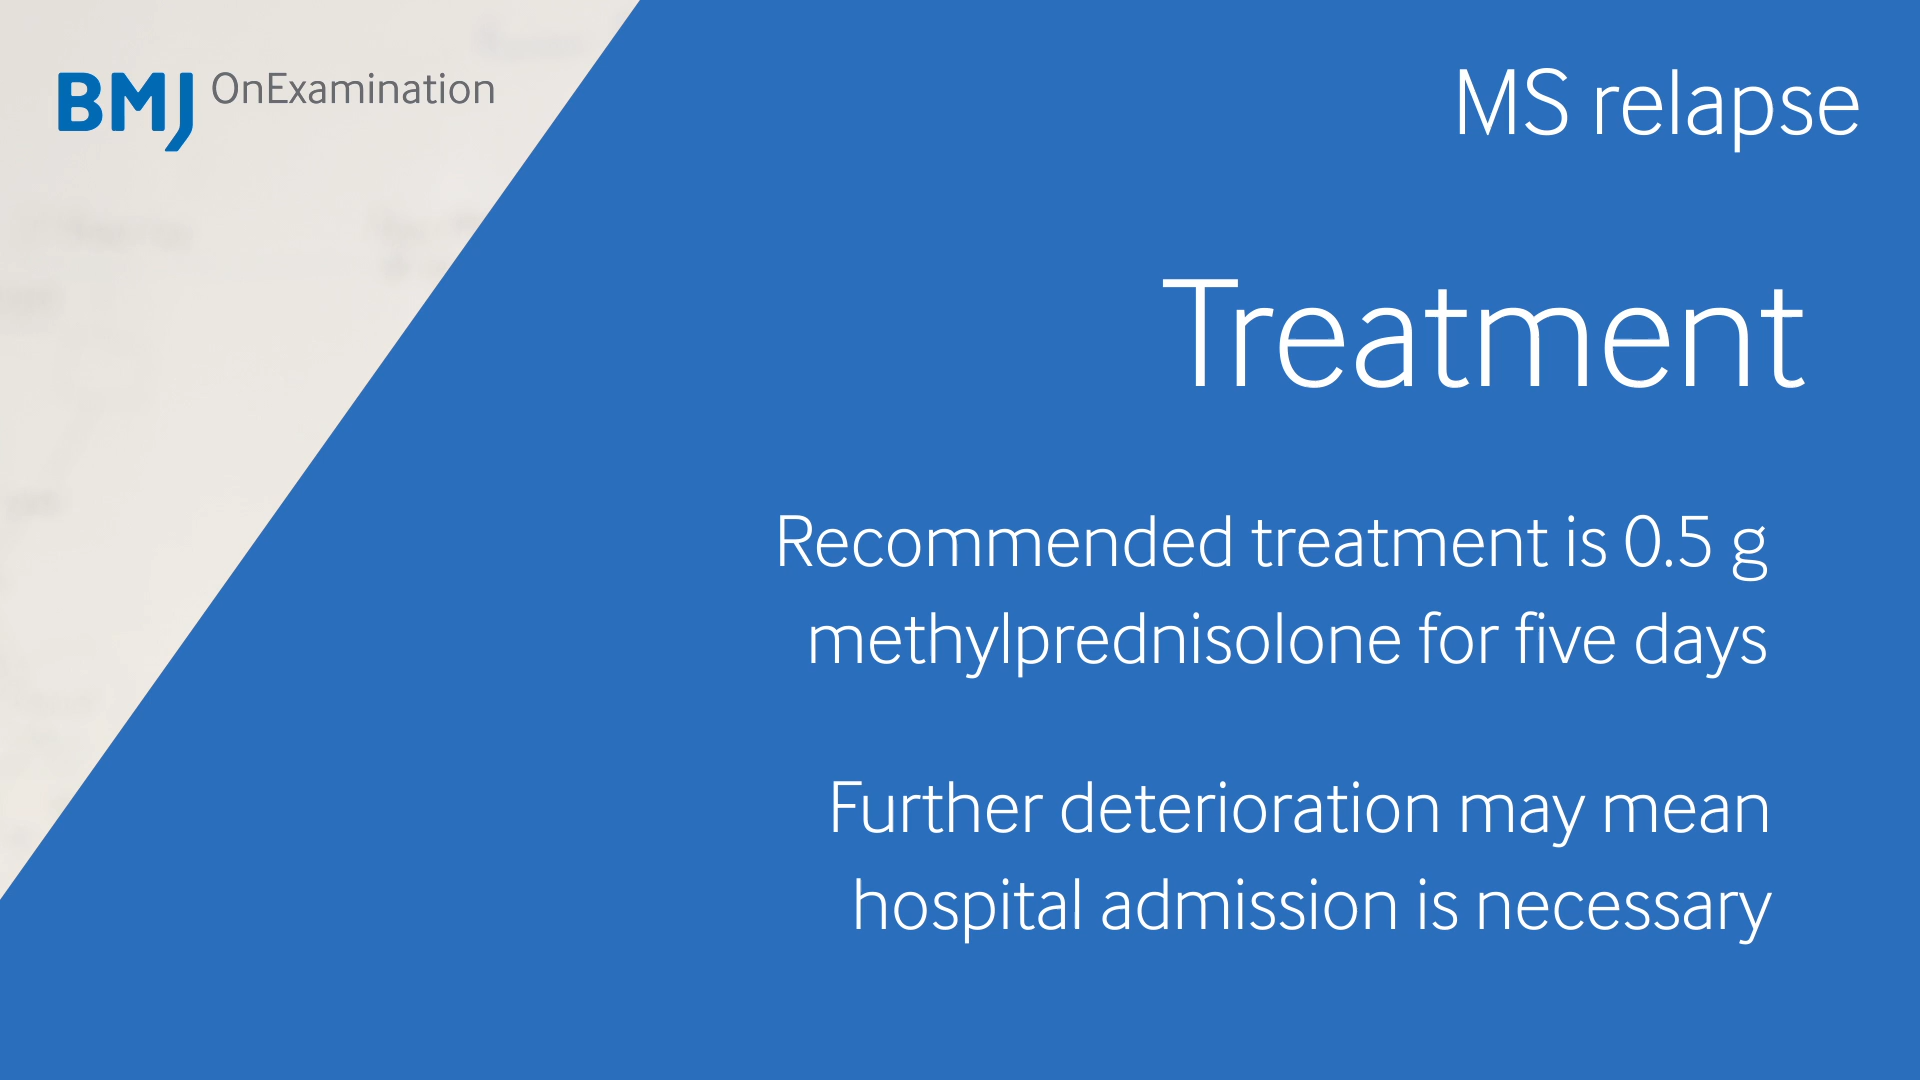 BMJ OnExamination
MS relapse
Treatment
Recommended treatment is 0.5 g
methylprednisolone for five days
Further deterioration may mean
hospital admission is necessary